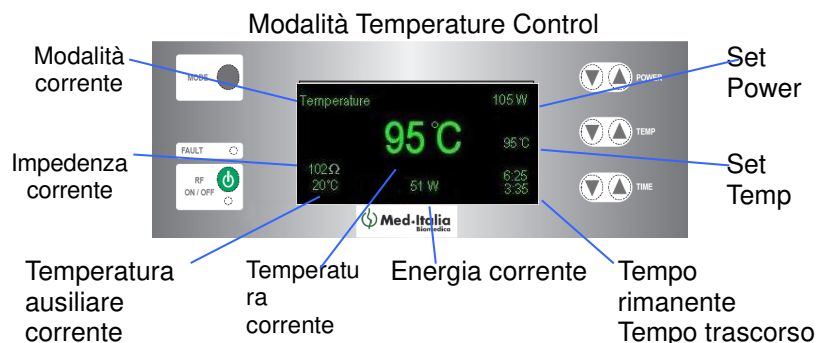 Modalità Temperature Control
Modalità
corrente
Set
Power
MODE
POWER
Temperature
105 W
95°C
TEMP
95°C
FAULT
Impedenza
corrente
RF
ON / OFF
102Ω
20°C
51 W
6:25
3:35
TIME
Set
Temp
Med-Italia
Biomedica
Temperatura
ausiliare
corrente
Temperatu
ra
corrente
Energia corrente
Tempo
rimanente
Tempo trascorso